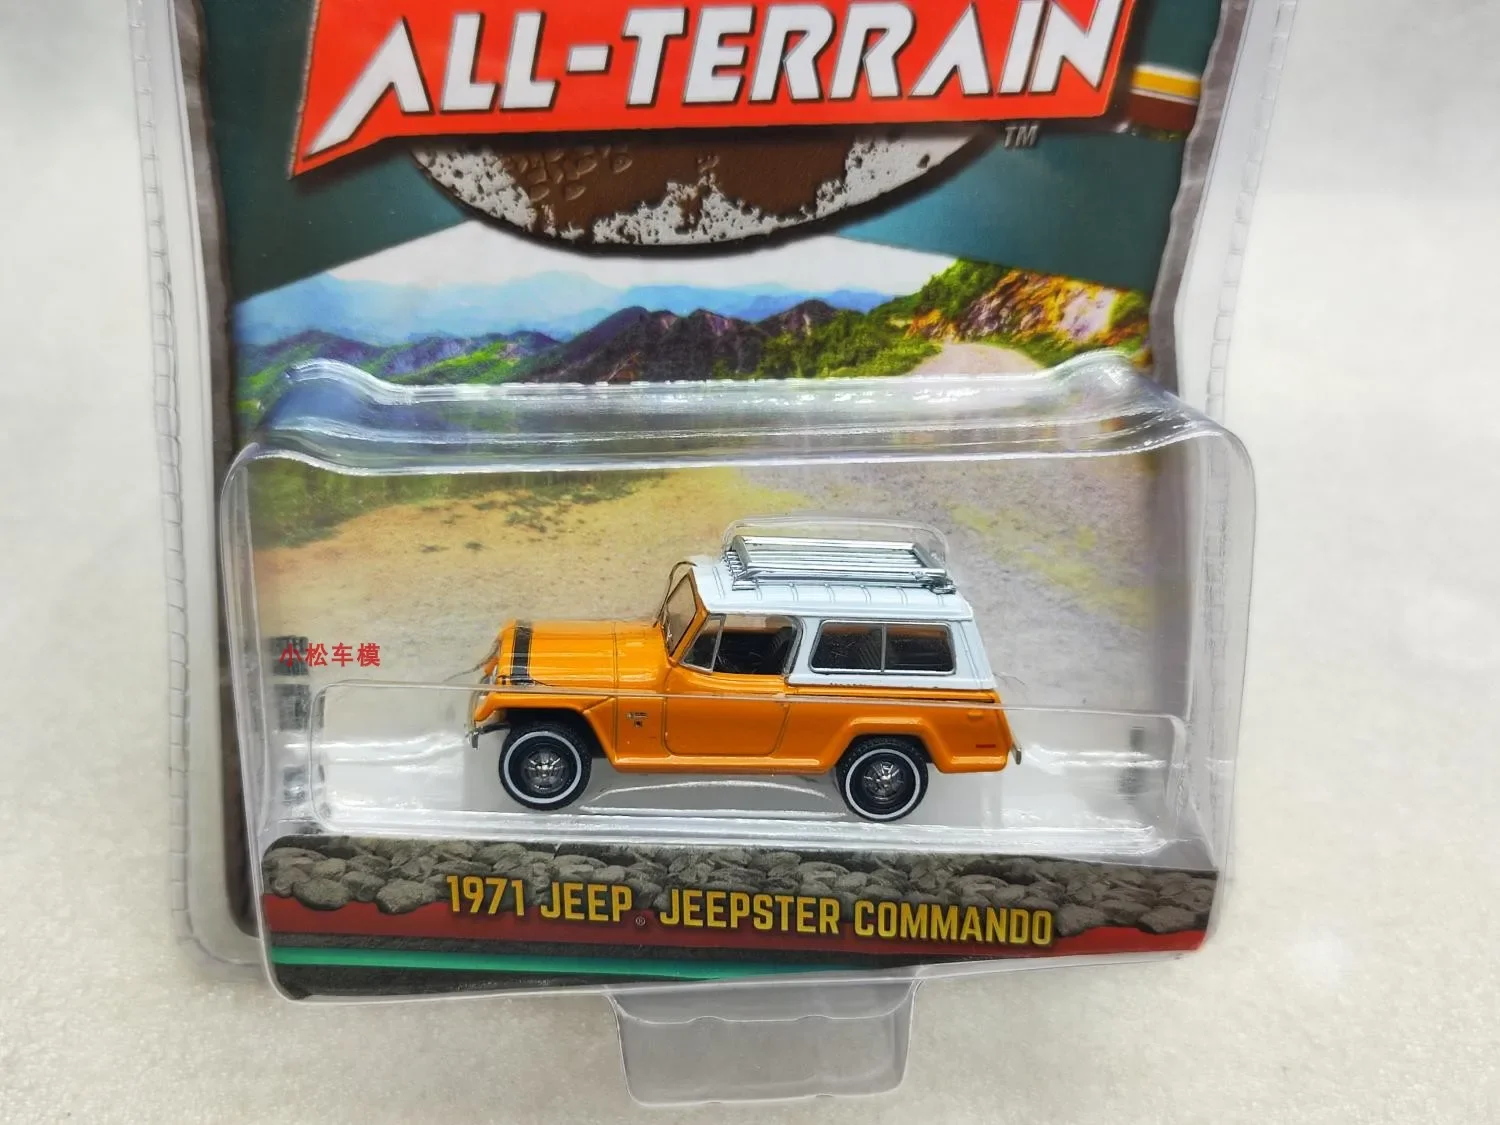 ALL-TERRAIN
TM
小松车模
1971 JEEP® JEEPSTER COMMANDO